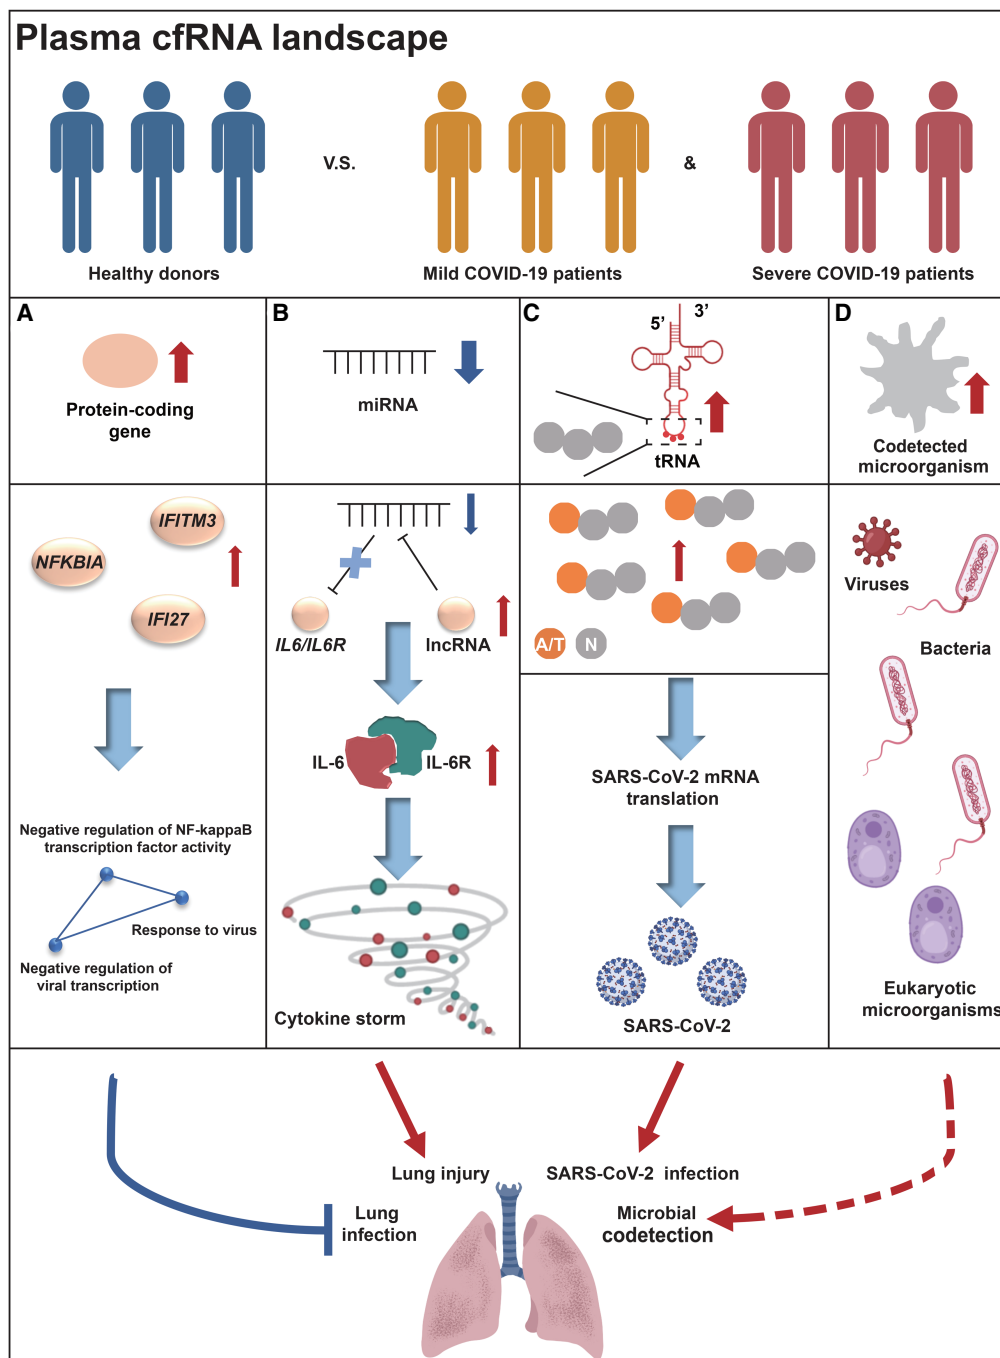 Plasma cfRNA landscape
V.S.
&
Healthy donors
Mild COVID-19 patients
Severe COVID-19 patients
A
Protein-coding
gene
IFITM3
NFKBIA
IFI27
Negative regulation of NF-kappaB
transcription factor activity
Response to virus
Negative regulation of
viral transcription
B
miRNA
IL6/IL6R
lncRNA
IL-6
IL-6R
Cytokine storm
C
5’
3’
tRNA
A/T
N
SARS-CoV-2 mRNA
translation
SARS-CoV-2
D
Codetected
microorganism
Viruses
Bacteria
Eukaryotic
microorganisms
Lung injury
SARS-CoV-2 infection
Lung
infection
Microbial
codetection